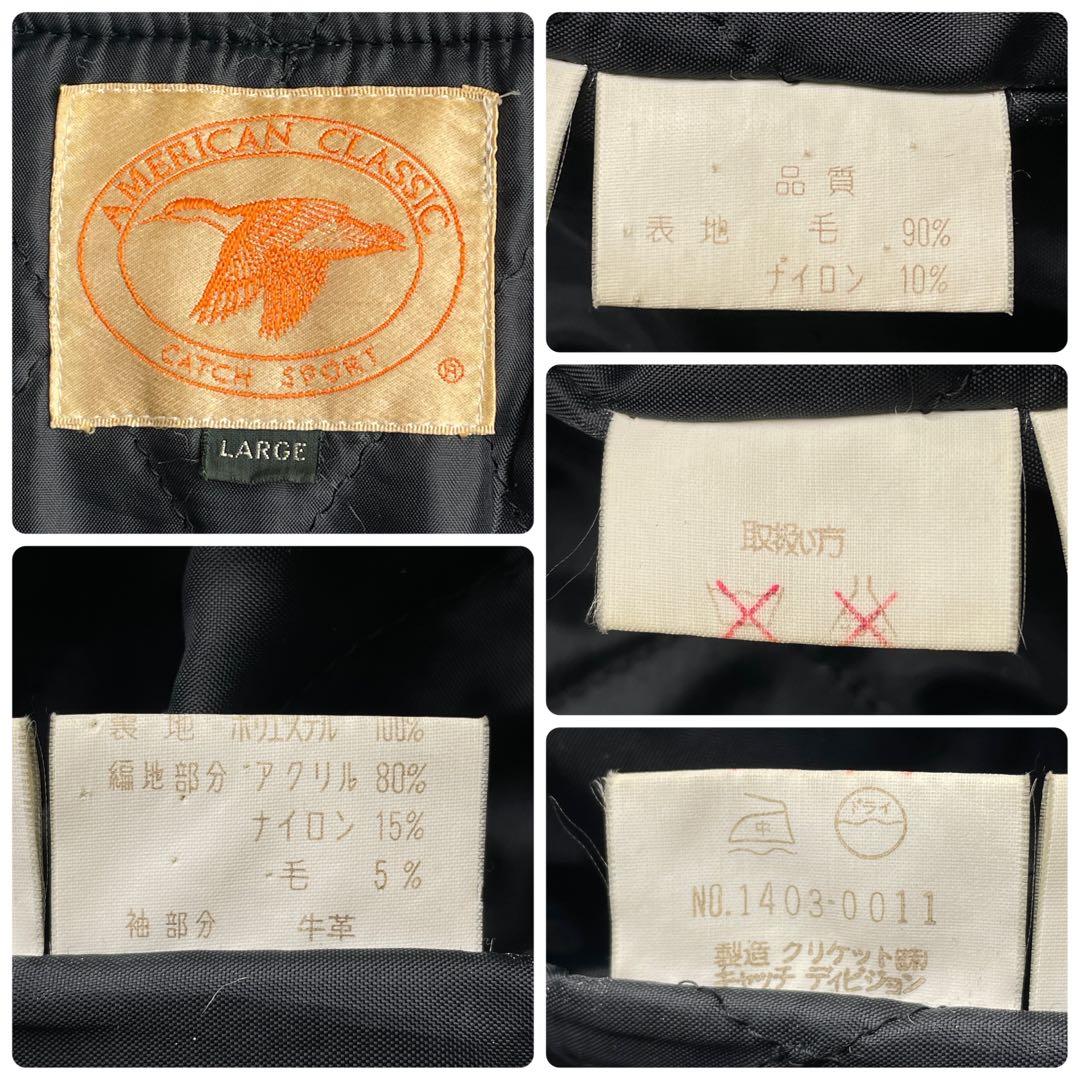 AMERICAN CLASSIC
CATCH SPORT
®
LARGE
品質
表地 毛 90%
ナイロン 10%
取扱い方
裏地 ポリエステル 100%
編地部分 アクリル 80%
ナイロン 15%
毛 5%
袖部分 牛革
中 ドライ
NO.1403-0011
製造 クリケット㈱
キャッチ ディビジョン